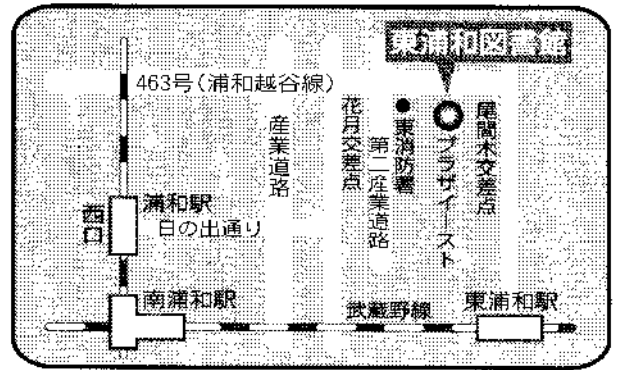 東浦和図書館
463号(浦和越谷線)
産業道路
花月交差点
第二産業道路
●東消防署
プラザイースト
尾間木交差点
浦和駅
西口
日の出通り
南浦和駅
武蔵野線
東浦和駅